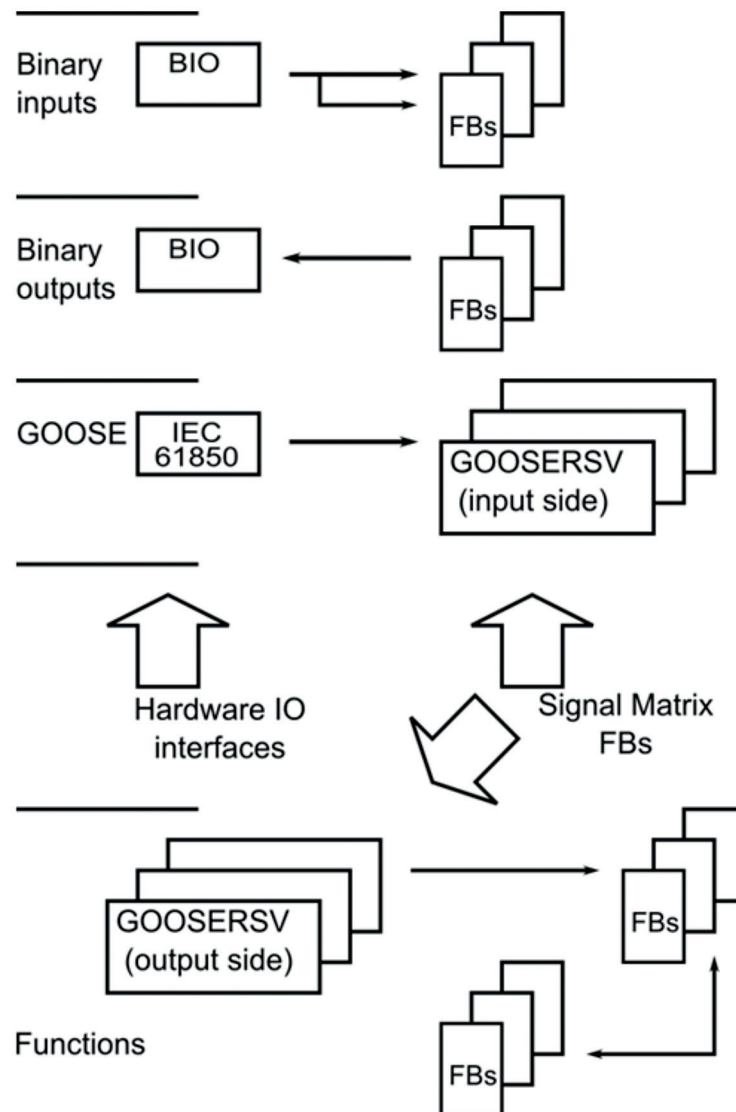 Binary
inputs
BIO
FBs
Binary
outputs
BIO
FBs
GOOSE
IEC
61850
GOOSERSV
(input side)
Hardware IO
interfaces
Signal Matrix
FBs
GOOSERSV
(output side)
FBs
Functions
FBs